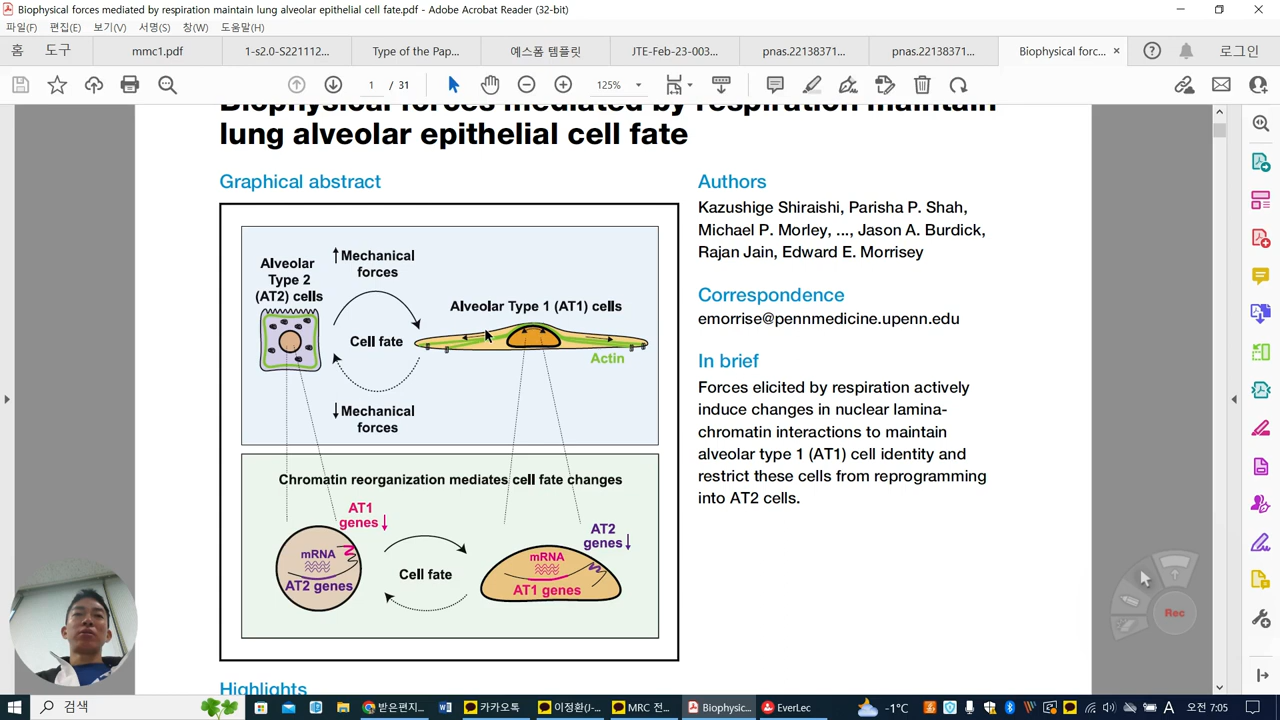 Biophysical forces mediated by respiration maintain lung alveolar epithelial cell fate.pdf - Adobe Acrobat Reader (32-bit)
파일(F) 편집(E) 보기(V) 서명(S) 창(W) 도움말(H)
홈 도구 mmc1.pdf 1-s2.0-S221112... Type of the Pap... 예스폼 템플릿 JTE-Feb-23-003... pnas.22138371... pnas.22138371... Biophysical forc... × 로그인
1 / 31 125%
Biophysical forces mediated by respiration maintain
lung alveolar epithelial cell fate
Graphical abstract
Alveolar
Type 2
(AT2) cells
↑Mechanical
forces
Cell fate
↓Mechanical
forces
Alveolar Type 1 (AT1) cells
Actin
Chromatin reorganization mediates cell fate changes
AT1
genes↓
mRNA
AT2 genes
Cell fate
AT2
genes↓
mRNA
AT1 genes
Highlights
Authors
Kazushige Shiraishi, Parisha P. Shah,
Michael P. Morley, ..., Jason A. Burdick,
Rajan Jain, Edward E. Morrisey
Correspondence
emorrise@pennmedicine.upenn.edu
In brief
Forces elicited by respiration actively
induce changes in nuclear lamina-
chromatin interactions to maintain
alveolar type 1 (AT1) cell identity and
restrict these cells from reprogramming
into AT2 cells.
Rec
검색 받은편지... 카카오톡 이정환(J-... MRC 전... Biophysic... EverLec -1°C A 오전 7:05